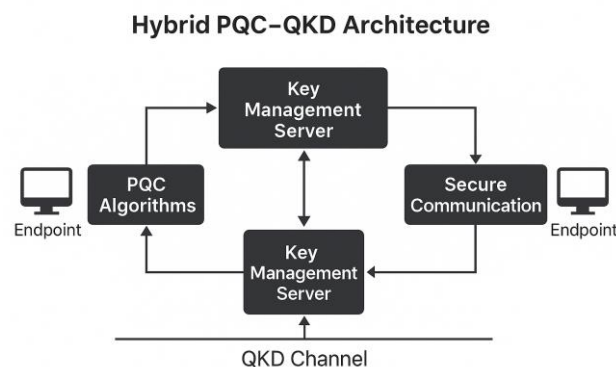 Hybrid PQC–QKD Architecture
Key
Management
Server
PQC
Algorithms
Endpoint
Secure
Communication
Endpoint
Key
Management
Server
QKD Channel